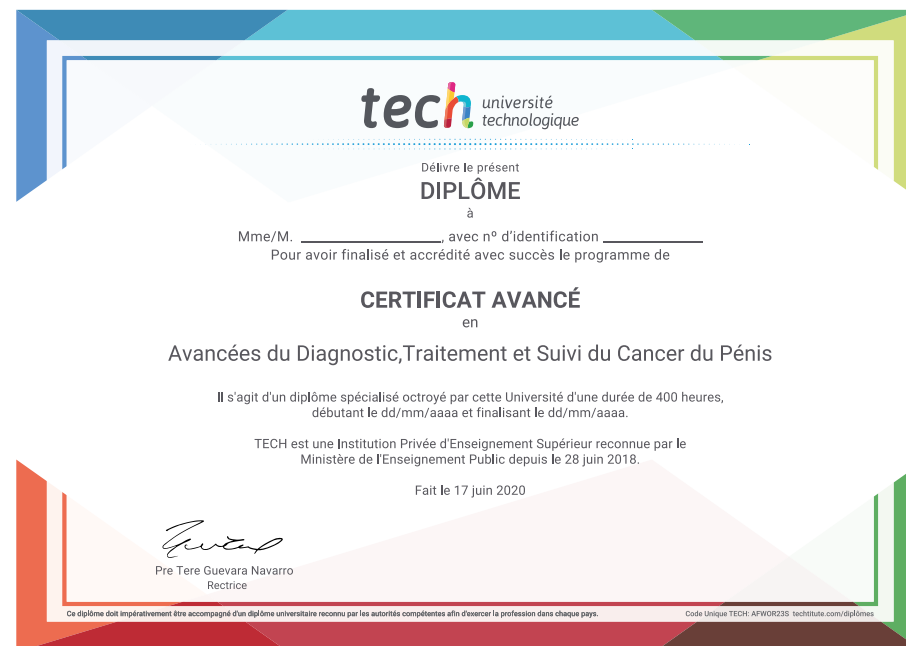 tech université
technologique
Délivre le présent
DIPLÔME
à
Mme/M. ____________________, avec nº d'identification ______________
Pour avoir finalisé et accrédité avec succès le programme de
CERTIFICAT AVANCÉ
en
Avancées du Diagnostic,Traitement et Suivi du Cancer du Pénis
Il s'agit d'un diplôme spécialisé octroyé par cette Université d'une durée de 400 heures,
débutant le dd/mm/aaaa et finalisant le dd/mm/aaaa.
TECH est une Institution Privée d'Enseignement Supérieur reconnue par le
Ministère de l'Enseignement Public depuis le 28 juin 2018.
Fait le 17 juin 2020
Pre Tere Guevara Navarro
Rectrice
Ce diplôme doit impérativement être accompagné d'un diplôme universitaire reconnu par les autorités compétentes afin d'exercer la profession dans chaque pays.
Code Unique TECH: AFWOR23S techtitute.com/diplômes